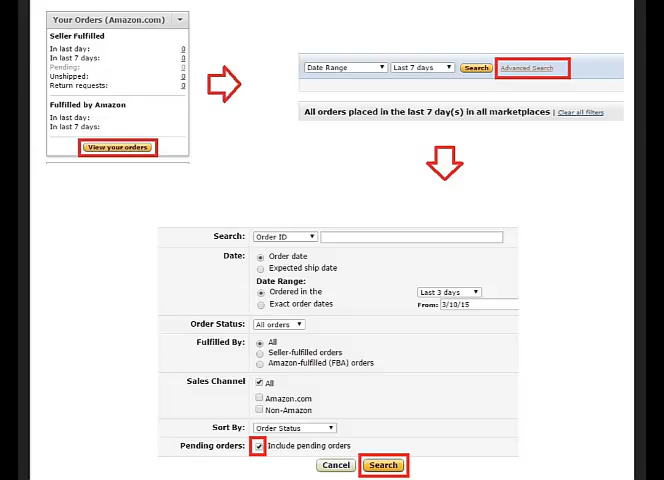 Your Orders (Amazon.com)
Seller Fulfilled
In last day: 0
In last 7 days: 0
Pending: 0
Unshipped: 0
Return requests: 0
Fulfilled by Amazon
In last day:
In last 7 days:
View your orders
Date Range Last 7 days Search Advanced Search
All orders placed in the last 7 day(s) in all marketplaces | Clear all filters
Search: Order ID
Date: Order date
Expected ship date
Date Range:
Ordered in the Last 3 days
Exact order dates From: 3/10/15
Order Status: All orders
Fulfilled By: All
Seller-fulfilled orders
Amazon-fulfilled (FBA) orders
Sales Channel All
Amazon.com
Non-Amazon
Sort By: Order Status
Pending orders: Include pending orders
Cancel Search